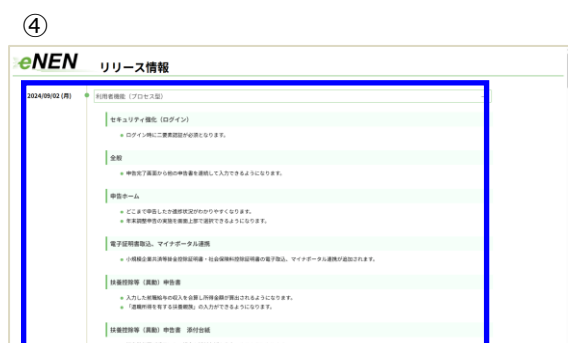 ④
eNEN
リリース情報
2024/09/02 (月)
利用者機能（プロセス型）
セキュリティ強化（ログイン）
ログイン時に二要素認証が必須となります。
全般
申告完了画面から他の申告書を連続して入力できるようになります。
申告ホーム
どこまで申告したか進捗状況がわかりやすくなります。
年末調整申告の実施を画面上部で選択できるようになります。
電子証明書取込、マイナポータル連携
小規模企業共済等掛金控除証明書・社会保険料控除証明書の電子取込、マイナポータル連携が追加されます。
扶養控除等（異動）申告書
入力した前職給与の収入を合算し所得金額が算出されるようになります。
「退職所得を有する扶養親族」の入力ができるようになります。
扶養控除等（異動）申告書 添付台紙